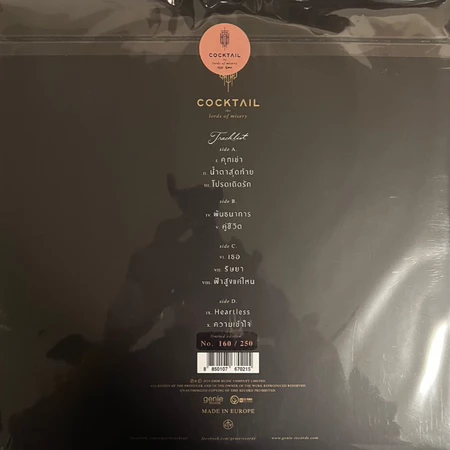 COCKTAIL
the
lords of misery
COCKTAIL
the
lords of misery
Tracklist
side A.
I. คุกเข่า
II. น้ำตาสุดท้าย
III. โปรดเถิดรัก
side B.
IV. พันธนาการ
V. คู่ชีวิต
side C.
VI. เธอ
VII. ริษยา
VIII. ฟ้าสูงแค่ไหน
side D.
IX. Heartless
X. ความเข้าใจ
No. 160 / 250
8 850107 670215
genie
MADE IN EUROPE